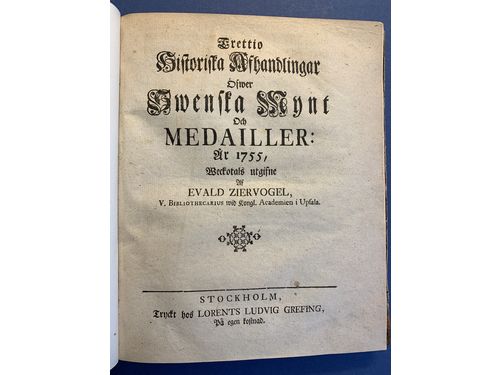 Trettio
Historiska Afhandlingar
Öfwer
Swenska Mynt
Och
MEDAILLER:
År 1755,
Weckotals utgifne
Af
EVALD ZIERVOGEL,
V. BIBLIOTHECARIUS wid Kongl. Academien i Upsala.
STOCKHOLM,
Tryckt hos LORENTS LUDVIG GREFING,
På egen kostnad.